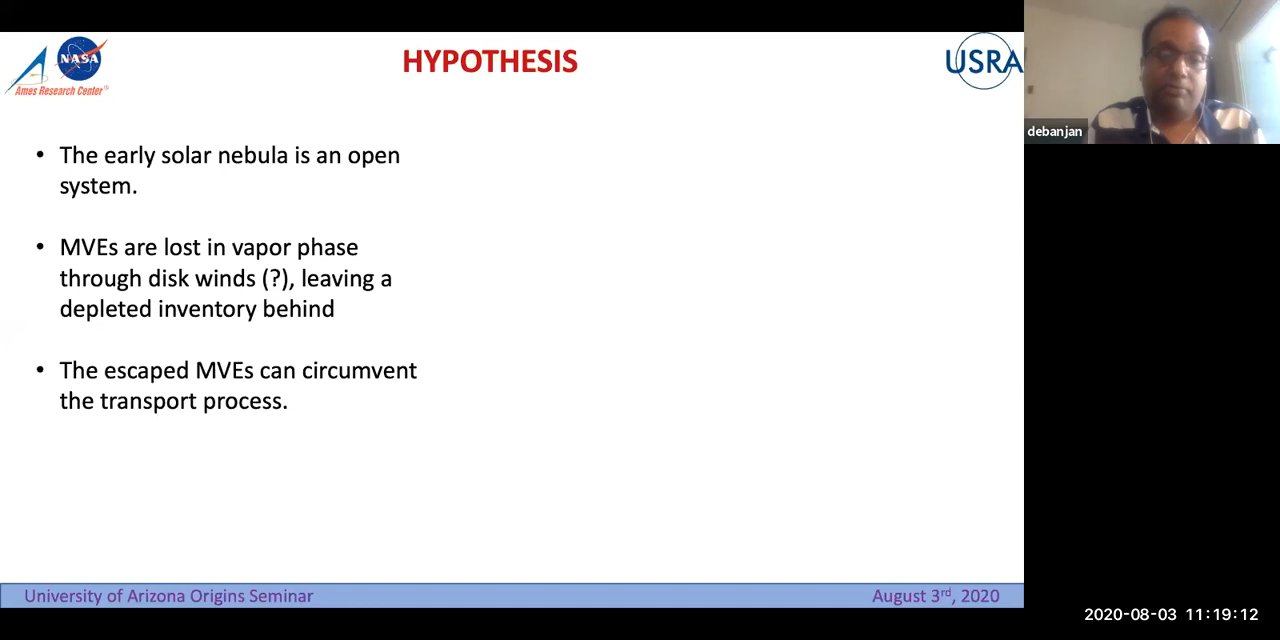 NASA
Ames Research Center
HYPOTHESIS
USRA
debanjan
• The early solar nebula is an open
system.
• MVEs are lost in vapor phase
through disk winds (?), leaving a
depleted inventory behind
• The escaped MVEs can circumvent
the transport process.
University of Arizona Origins Seminar
August 3rd, 2020
2020-08-03 11:19:12